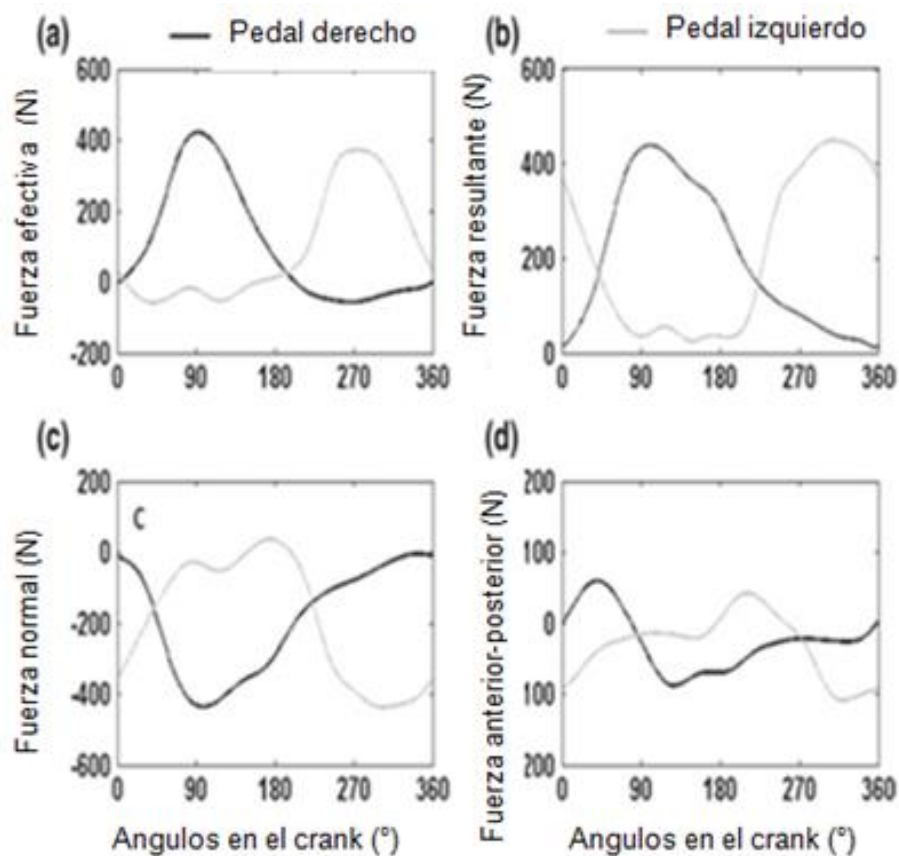 (a) Pedal derecho (b) Pedal izquierdo
Fuerza efectiva (N)
600
400
200
0
-200
0 90 180 270 360
Fuerza resultante (N)
600
400
200
0
0 90 180 270 360
(c)
Fuerza normal (N)
200
0
-200
-400
-600
C
0 90 180 270 360
Angulos en el crank (°)
(d)
Fuerza anterior-posterior (N)
200
100
0
100
200
0 90 180 270 360
Angulos en el crank (°)